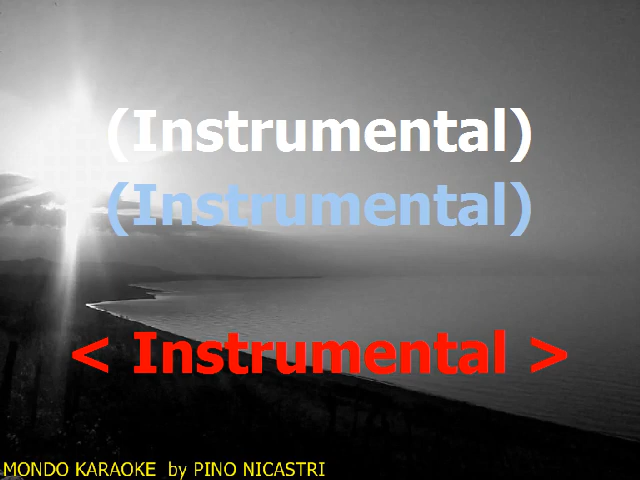 (Instrumental)
(Instrumental)
< Instrumental >
MONDO KARAOKE by PINO NICASTRI